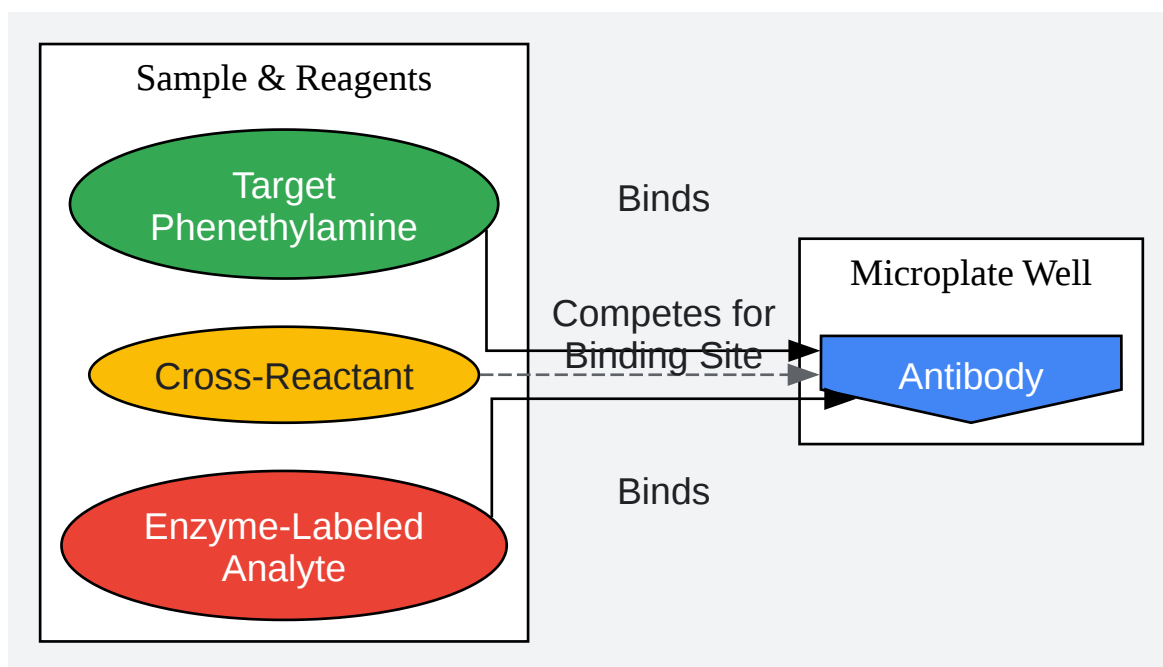 Sample & Reagents
Target
Phenethylamine
Binds
Microplate Well
Competes for
Binding Site
Cross-Reactant
Antibody
Binds
Enzyme-Labeled
Analyte